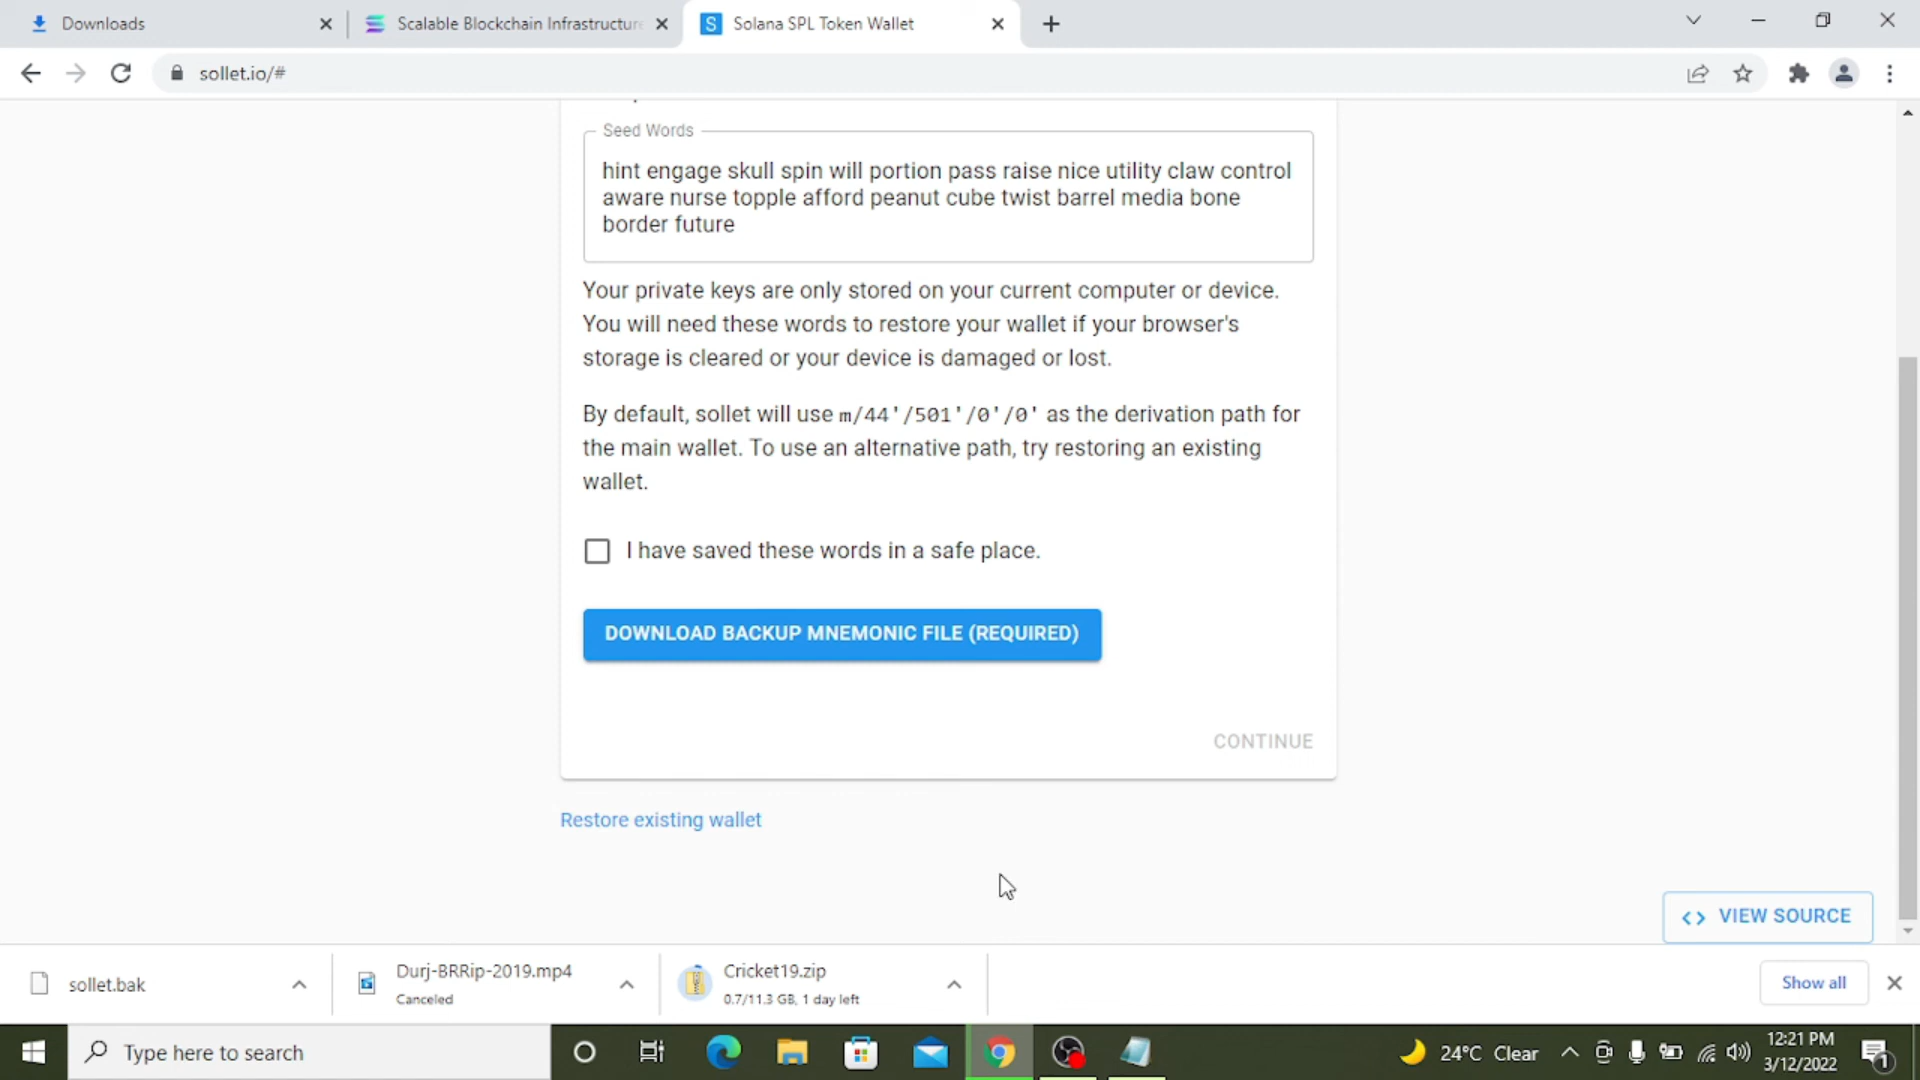 Downloads
Scalable Blockchain Infrastructure
Solana SPL Token Wallet
sollet.io/#
Seed Words
hint engage skull spin will portion pass raise nice utility claw control
aware nurse topple afford peanut cube twist barrel media bone
border future
Your private keys are only stored on your current computer or device.
You will need these words to restore your wallet if your browser's
storage is cleared or your device is damaged or lost.
By default, sollet will use m/44'/501'/0'/0' as the derivation path for
the main wallet. To use an alternative path, try restoring an existing
wallet.
I have saved these words in a safe place.
DOWNLOAD BACKUP MNEMONIC FILE (REQUIRED)
CONTINUE
Restore existing wallet
VIEW SOURCE
sollet.bak
Durj-BRRip-2019.mp4
Canceled
Cricket19.zip
0.7/11.3 GB, 1 day left
Show all
Type here to search
24°C Clear
12:21 PM
3/12/2022
1